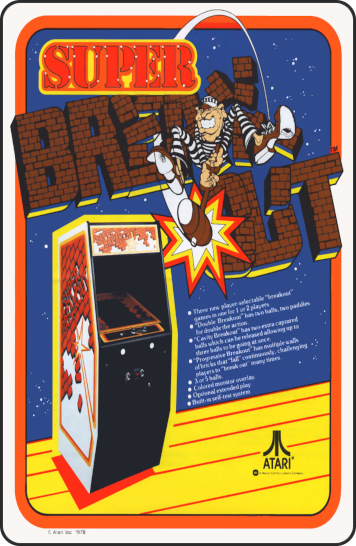 SUPER
BREAKOUT
TM
• Three new player-selectable "breakout"
games in one for 1 or 2 players.
• "Double Breakout" has two balls, two paddles
for double the action.
• "Cavity Breakout" has two extra captured
balls which can be released allowing up to
three balls to be going at once.
• "Progressive Breakout" has multiple walls
of bricks that "fall" continuously, challenging
players to "break out" many times.
• 3 or 5 balls.
• Colored monitor overlay
• Optional extended play
• Built-in self-test system
ATARI®
© Atari Inc. 1978